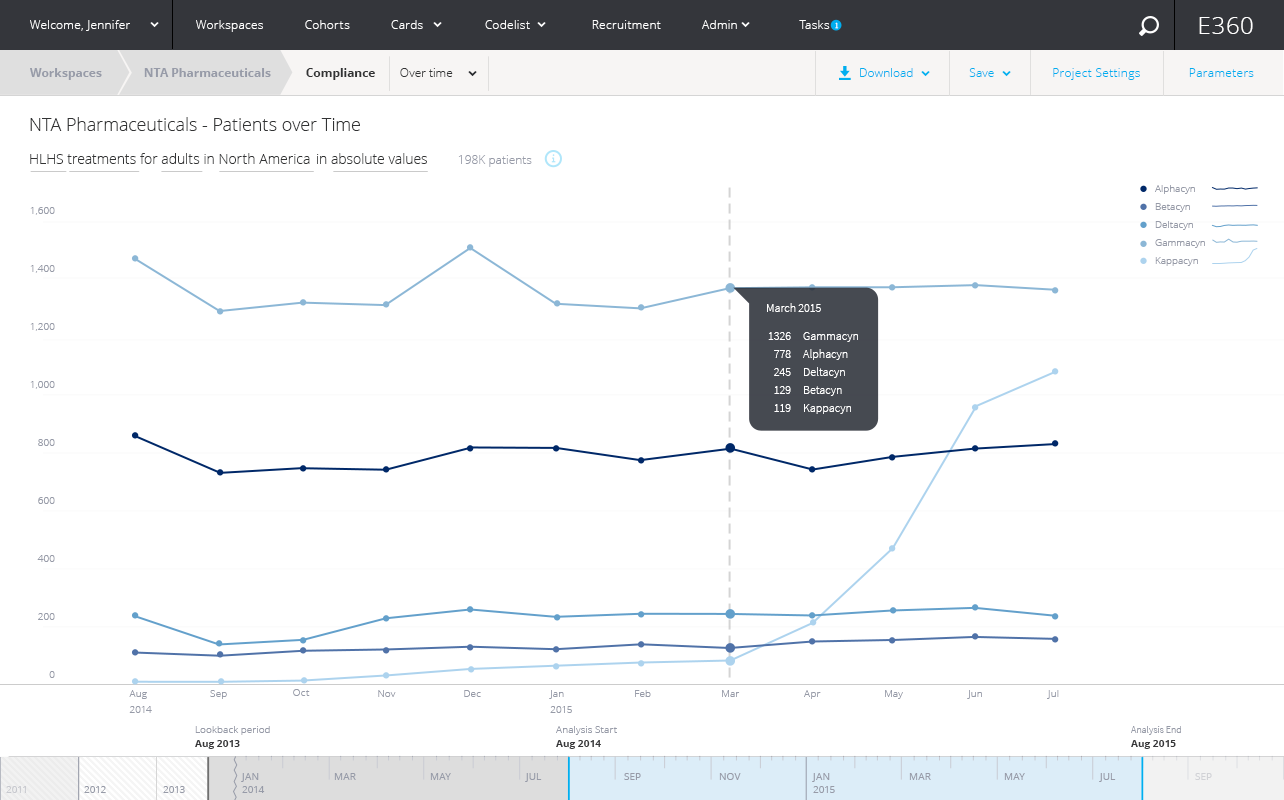 Welcome, Jennifer Workspaces Cohorts Cards Codelist Recruitment Admin Tasks i E360
Workspaces NTA Pharmaceuticals Compliance Over time Download Save Project Settings Parameters
NTA Pharmaceuticals - Patients over Time
HLHS treatments for adults in North America in absolute values 198K patients i
Alphacyn
Betacyn
Deltacyn
Gammacyn
Kappacyn
1,600
1,400
1,200
1,000
800
600
400
200
0
March 2015
1326 Gammacyn
778 Alphacyn
245 Deltacyn
129 Betacyn
119 Kappacyn
Aug Sep Oct Nov Dec Jan Feb Mar Apr May Jun Jul
2014 2015
Lookback period Analysis Start Analysis End
Aug 2013 Aug 2014 Aug 2015
JAN MAR MAY JUL SEP NOV JAN MAR MAY JUL SEP
2011 2012 2013 2014 2015